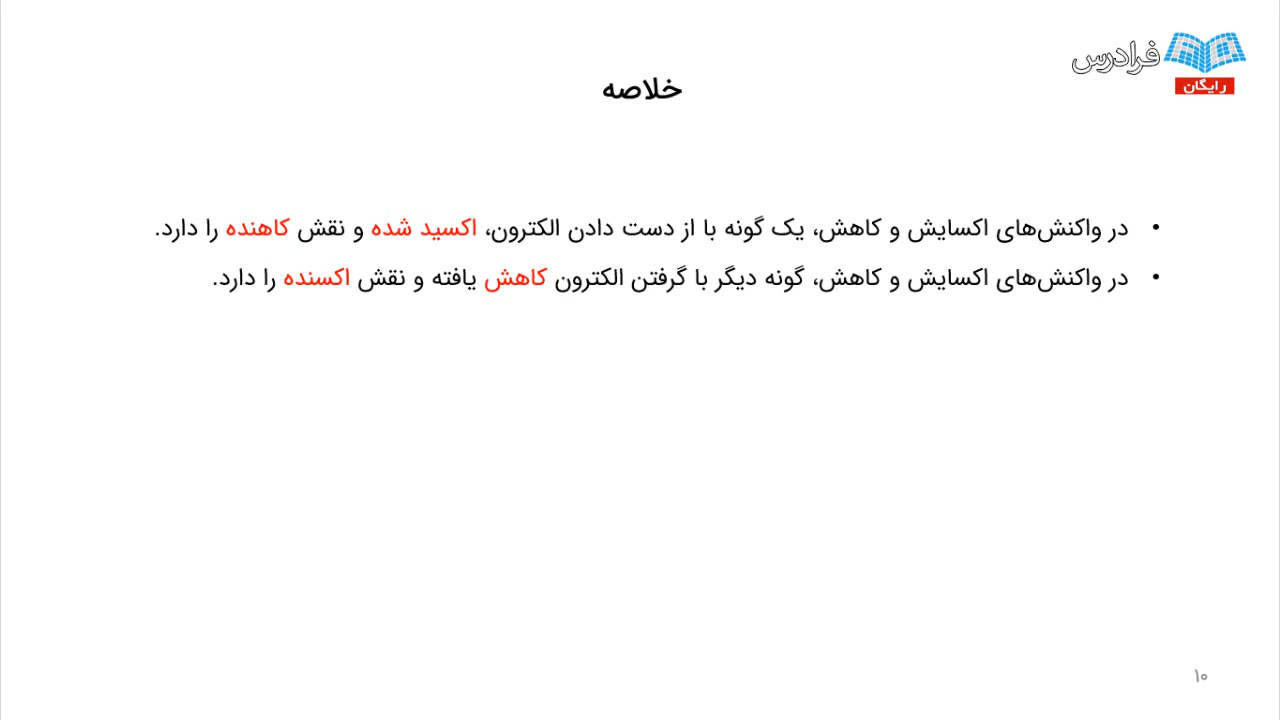 فرادرس
رایگان
خلاصه
• در واکنش‌های اکسایش و کاهش، یک گونه با از دست دادن الکترون، اکسید شده و نقش کاهنده را دارد.
• در واکنش‌های اکسایش و کاهش، گونه دیگر با گرفتن الکترون کاهش یافته و نقش اکسنده را دارد.
۱۰